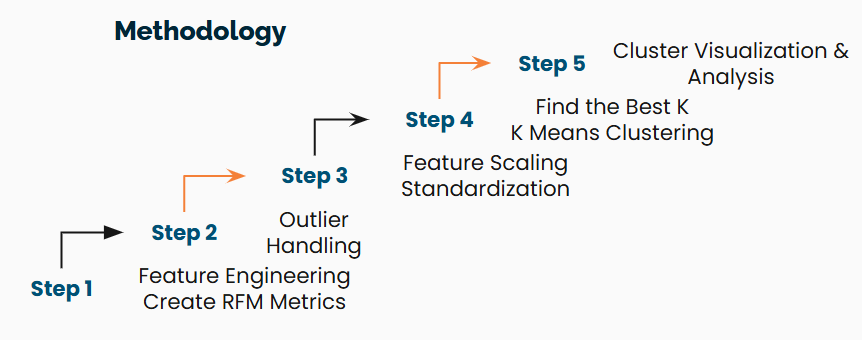 Methodology
Step 1
Feature Engineering
Create RFM Metrics
Step 2
Outlier
Handling
Step 3
Feature Scaling
Standardization
Step 4
Find the Best K
K Means Clustering
Step 5
Cluster Visualization &
Analysis